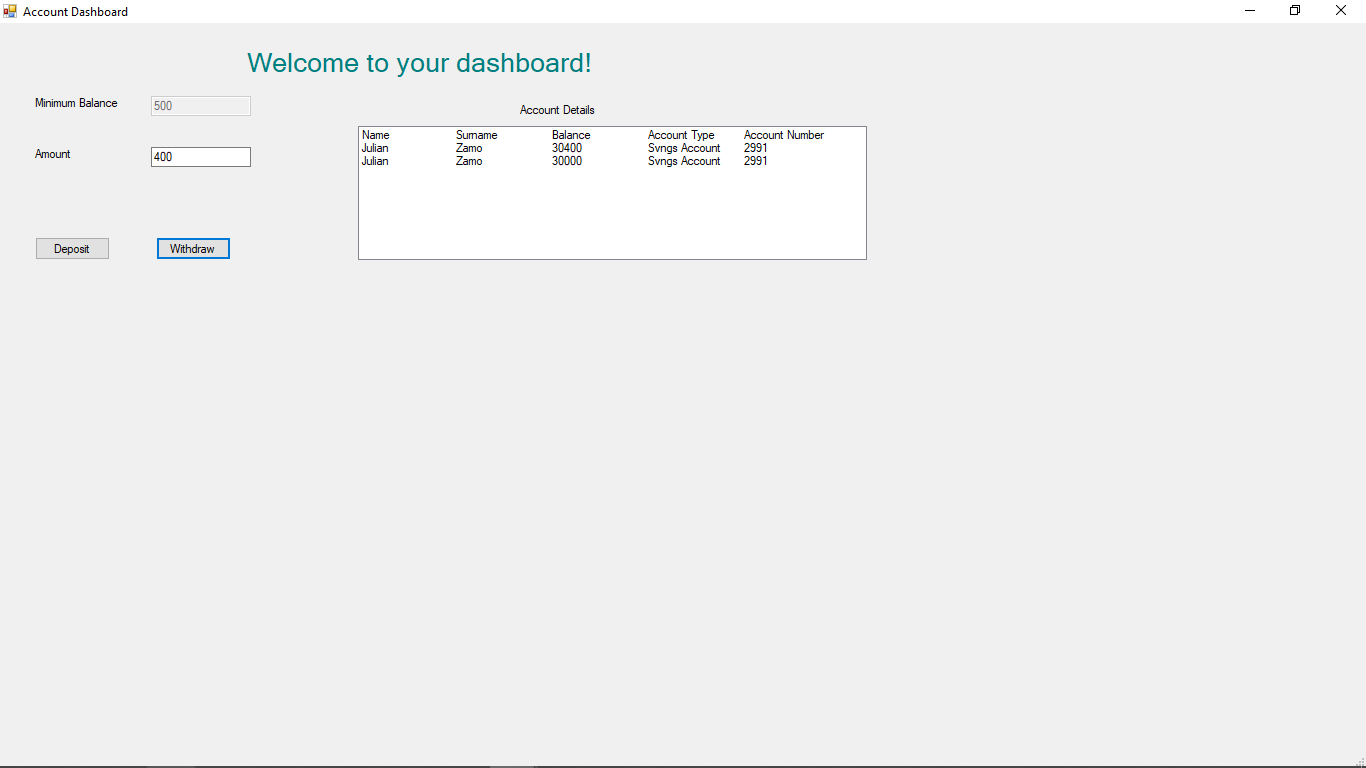 Account Dashboard
Welcome to your dashboard!
Minimum Balance 500
Amount 400
Deposit Withdraw
Account Details
Name Surname Balance Account Type Account Number
Julian Zamo 30400 Svngs Account 2991
Julian Zamo 30000 Svngs Account 2991